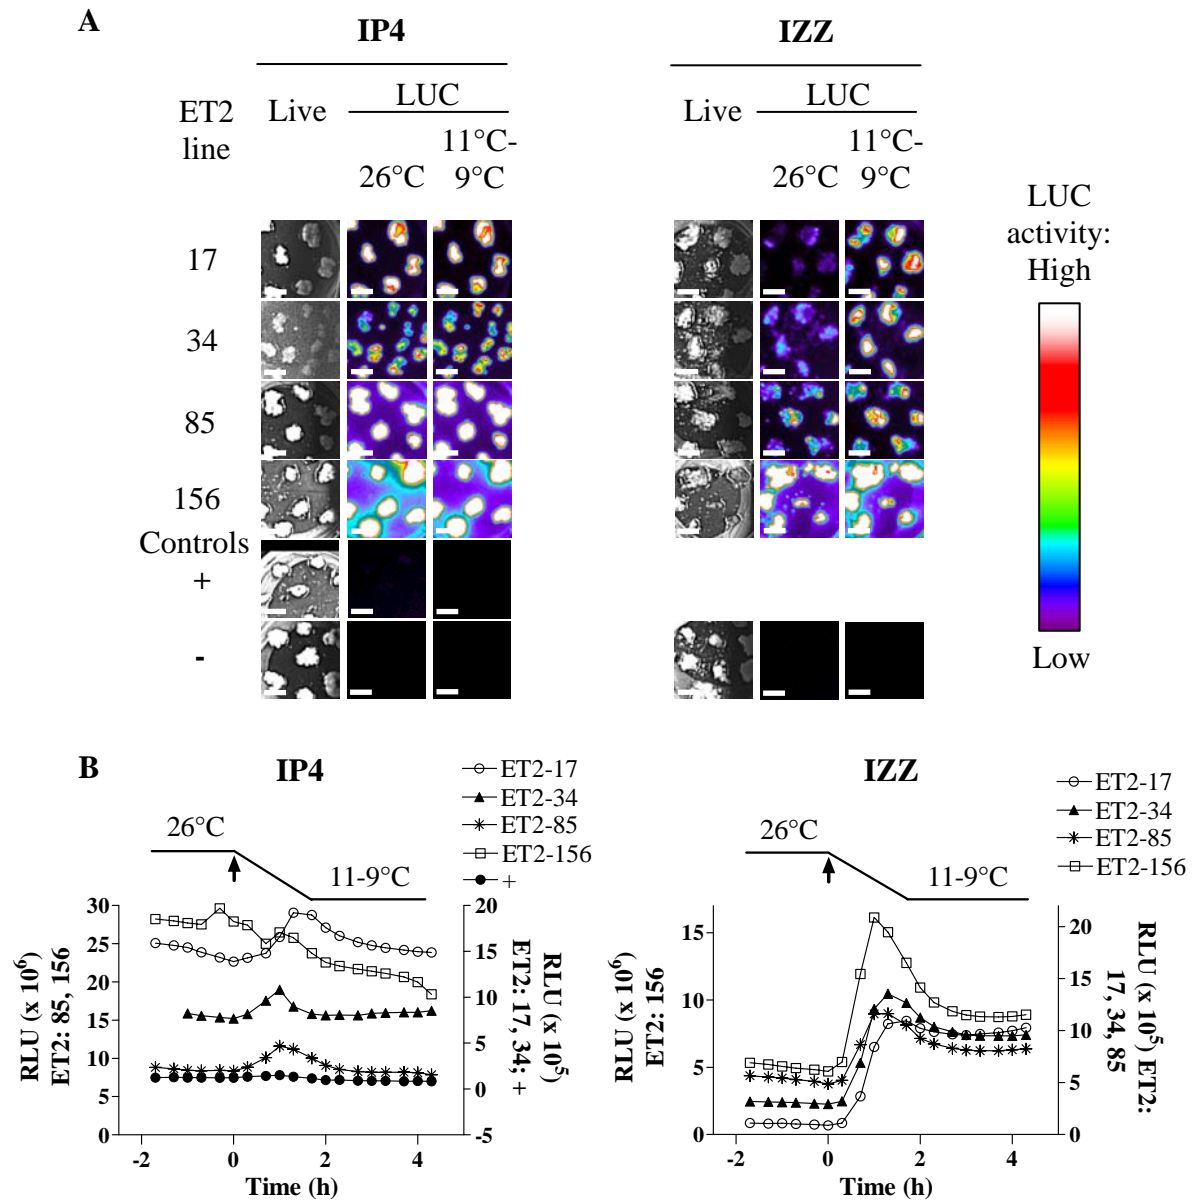 A
IP4
IZZ
ET2
line
Live
LUC
26°C
11°C-
9°C
Live
LUC
26°C
11°C-
9°C
LUC
activity:
High
Low
17
34
85
156
Controls
+
-
B
IP4
ET2-17
ET2-34
ET2-85
ET2-156
+
26°C
11-9°C
RLU (x 10⁶)
ET2: 85, 156
30
25
20
15
10
5
0
20
15
10
5
0
-5
RLU (x 10⁵)
ET2: 17, 34; +
-2
0
2
4
Time (h)
IZZ
ET2-17
ET2-34
ET2-85
ET2-156
26°C
11-9°C
RLU (x 10⁶)
ET2: 156
15
10
5
0
20
15
10
5
0
RLU (x 10⁵) ET2:
17, 34, 85
-2
0
2
4
Time (h)